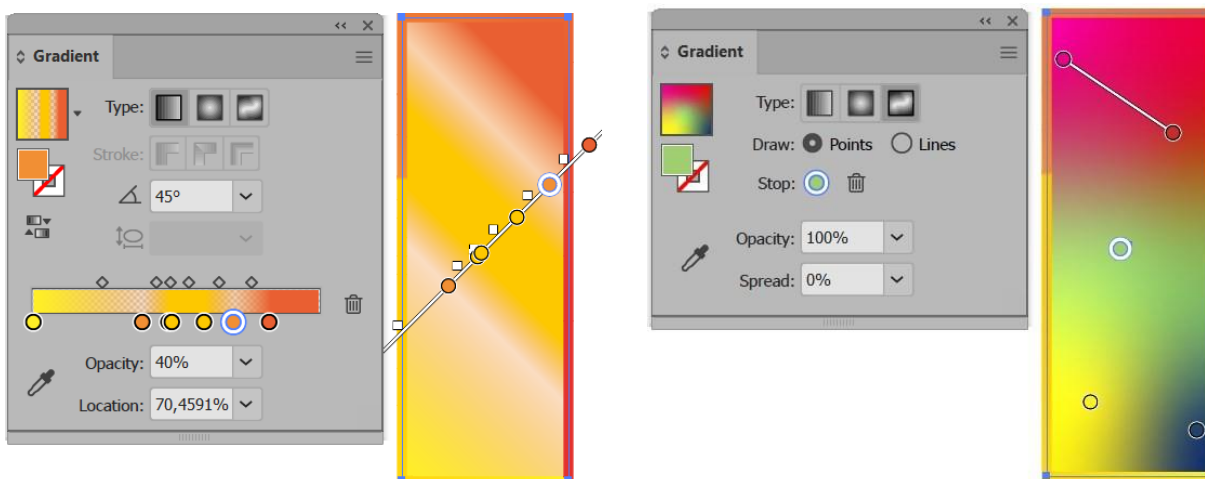 Gradient
Type:
Stroke:
45°
Opacity: 40%
Location: 70,4591%
Gradient
Type:
Draw: Points Lines
Stop:
Opacity: 100%
Spread: 0%